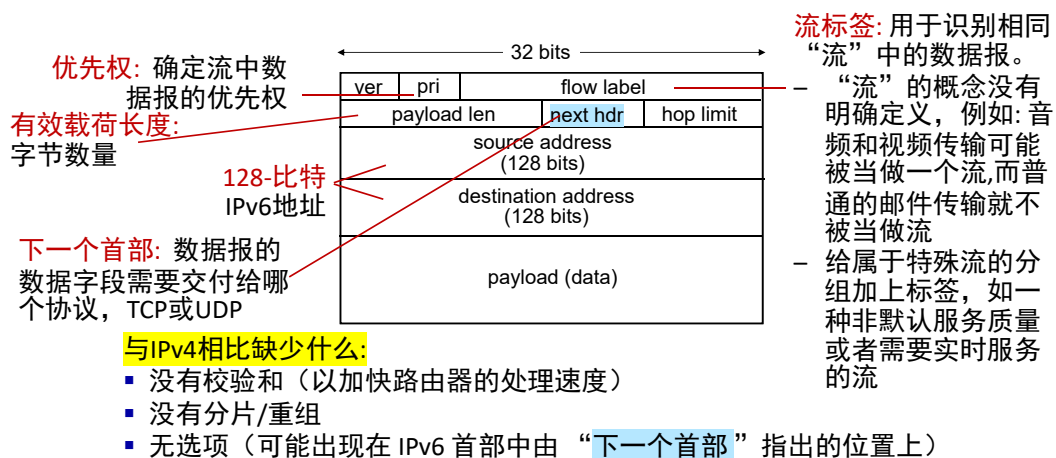 32 bits
ver pri flow label
payload len next hdr hop limit
source address
(128 bits)
destination address
(128 bits)
payload (data)
优先权: 确定流中数
据报的优先权
有效载荷长度:
字节数量
128-比特
IPv6地址
下一个首部: 数据报的
数据字段需要交付给哪
个协议，TCP或UDP
流标签: 用于识别相同
“流”中的数据报。
– “流”的概念没有
明确定义，例如: 音
频和视频传输可能
被当做一个流,而普
通的邮件传输就不
被当做流
– 给属于特殊流的分
组加上标签，如一
种非默认服务质量
或者需要实时服务
的流
与IPv4相比缺少什么:
▪ 没有校验和（以加快路由器的处理速度）
▪ 没有分片/重组
▪ 无选项（可能出现在 IPv6 首部中由 “下一个首部”指出的位置上）